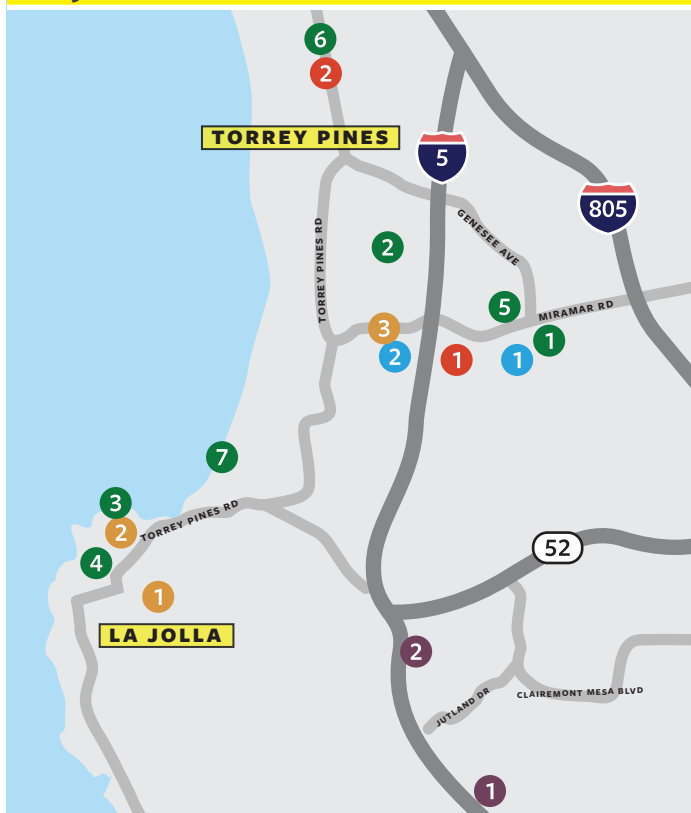 6
2
TORREY PINES
5
805
GENESEE AVE
TORREY PINES RD
2
5
MIRAMAR RD
3
1
2
1
1
7
3
TORREY PINES RD
2
52
4
1
LA JOLLA
2
CLAIREMONT MESA BLVD
JUTLAND DR
1